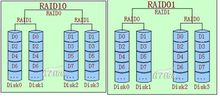 RAID10
RAID0
RAID1 RAID1
D0 D0 D1 D1
D2 D2 D3 D3
D4 D4 D5 D5
D6 D6 D7 D7
Disk0 Disk1 Disk2 Disk3
RAID01
RAID1
RAID0 RAID0
D0 D1 D0 D1
D2 D3 D2 D3
D4 D5 D4 D5
D6 D7 D6 D7
Disk0 Disk1 Disk2 Disk3